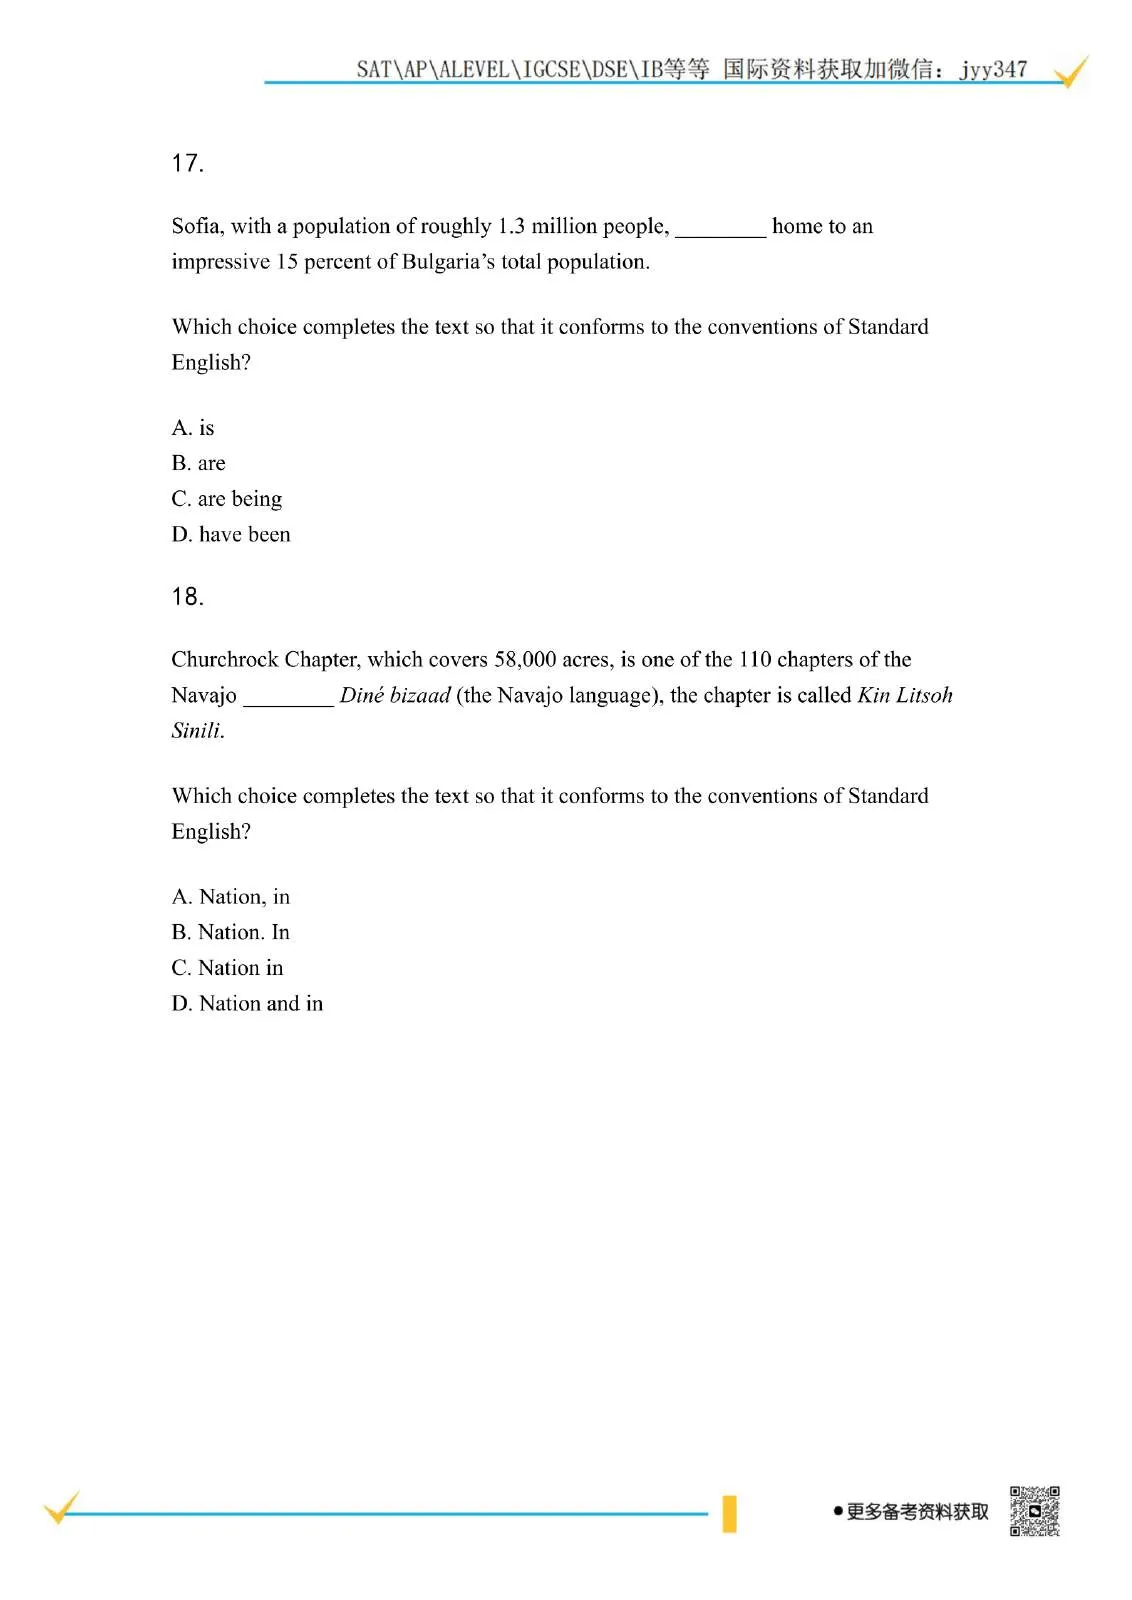 SAT\AP\ALEVEL\IGCSE\DSE\IB等等 国际资料获取加微信：jyy347
17.
Sofia, with a population of roughly 1.3 million people, ________ home to an
impressive 15 percent of Bulgaria’s total population.
Which choice completes the text so that it conforms to the conventions of Standard
English?
A. is
B. are
C. are being
D. have been
18.
Churchrock Chapter, which covers 58,000 acres, is one of the 110 chapters of the
Navajo ________ Diné bizaad (the Navajo language), the chapter is called Kin Litsoh
Sinili.
Which choice completes the text so that it conforms to the conventions of Standard
English?
A. Nation, in
B. Nation. In
C. Nation in
D. Nation and in
●更多备考资料获取